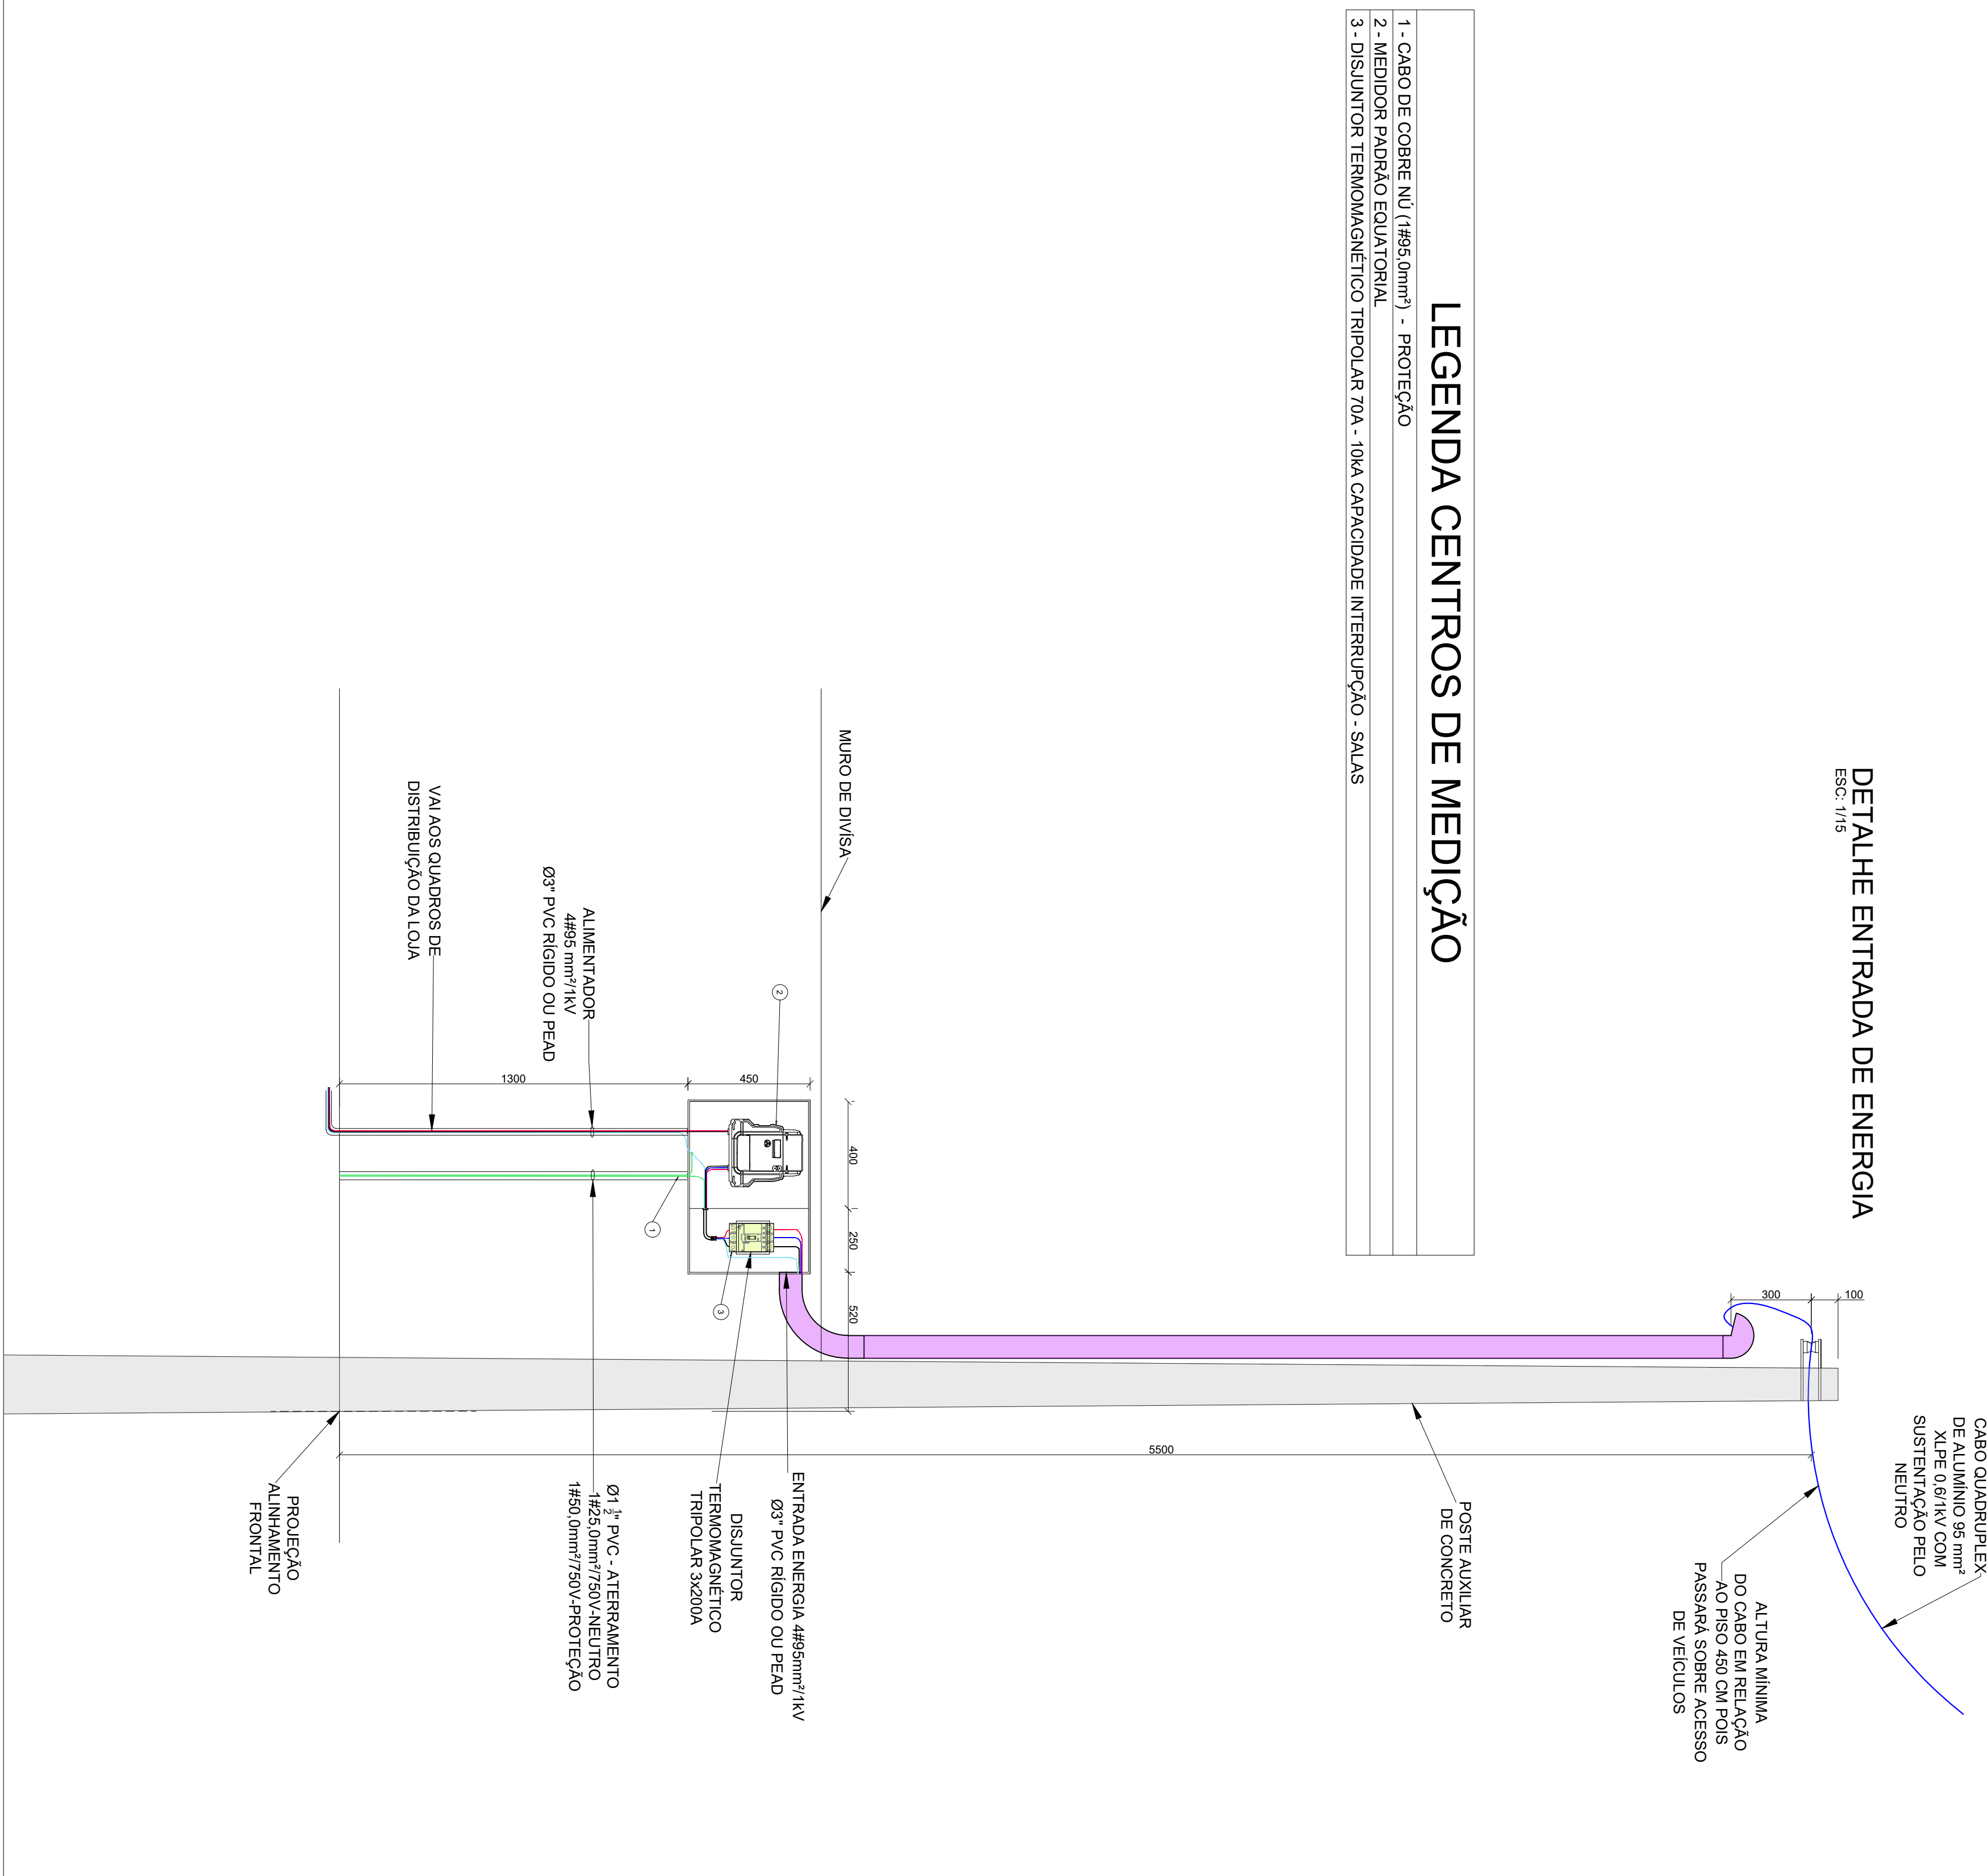 DETALHE ENTRADA DE ENERGIA
ESC: 1/15
CABO QUADRUPLEX
DE ALUMÍNIO 95 mm²
XLPE 0,6/1kV COM
SUSTENTAÇÃO PELO
NEUTRO
ALTURA MÍNIMA
DO CABO EM RELAÇÃO
AO PISO 450 CM POIS
PASSARÁ SOBRE ACESSO
DE VEÍCULOS
100
300
LEGENDA CENTROS DE MEDIÇÃO
1 - CABO DE COBRE NÚ (1#95,0mm²) - PROTEÇÃO
2 - MEDIDOR PADRÃO EQUATORIAL
3 - DISJUNTOR TERMOMAGNÉTICO TRIPOLAR 70A - 10kA CAPACIDADE INTERRUPÇÃO - SALAS
POSTE AUXILIAR
DE CONCRETO
5500
MURO DE DIVÍSA
400
250
520
2
450
1300
3
1
ENTRADA ENERGIA 4#95mm²/1kV
Ø3" PVC RÍGIDO OU PEAD
DISJUNTOR
TERMOMAGNÉTICO
TRIPOLAR 3x200A
ALIMENTADOR
4#95 mm²/1kV
Ø3" PVC RÍGIDO OU PEAD
Ø1 1/2" PVC - ATERRAMENTO
1#25,0mm²/750V-NEUTRO
1#50,0mm²/750V-PROTEÇÃO
VAI AOS QUADROS DE
DISTRIBUIÇÃO DA LOJA
PROJEÇÃO
ALINHAMENTO
FRONTAL